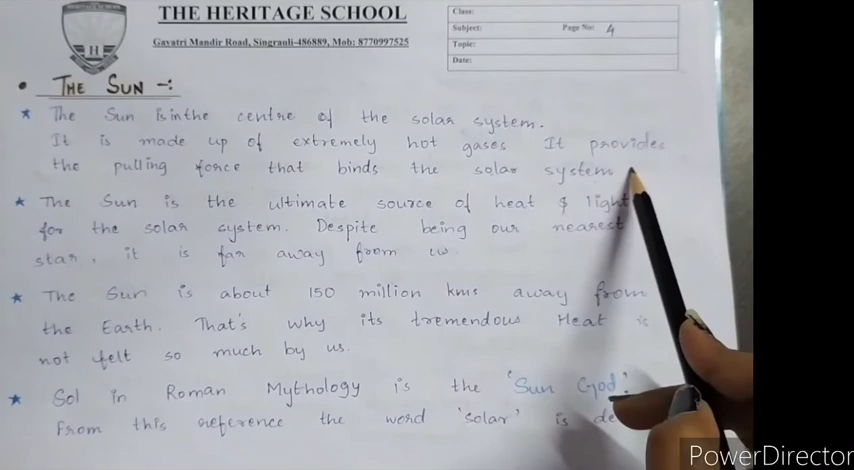 THE HERITAGE SCHOOL
Gayatri Mandir Road, Singrauli-486889, Mob: 8770997525
Class:
Subject: Page No: 4
Topic:
Date:
H
• THE SUN -:
★ The Sun is in the centre of the solar system.
It is made up of extremely hot gases It provides
the pulling force that binds the solar system
★ The Sun is the ultimate source of heat & light
for the solar system. Despite being our nearest
star, it is far away from us.
★ The Sun is about 150 million kms away from
the Earth. That's why its tremendous Heat is
not felt so much by us.
★ Sol in Roman Mythology is the 'Sun God'.
From this reference the word 'solar' is de
PowerDirector